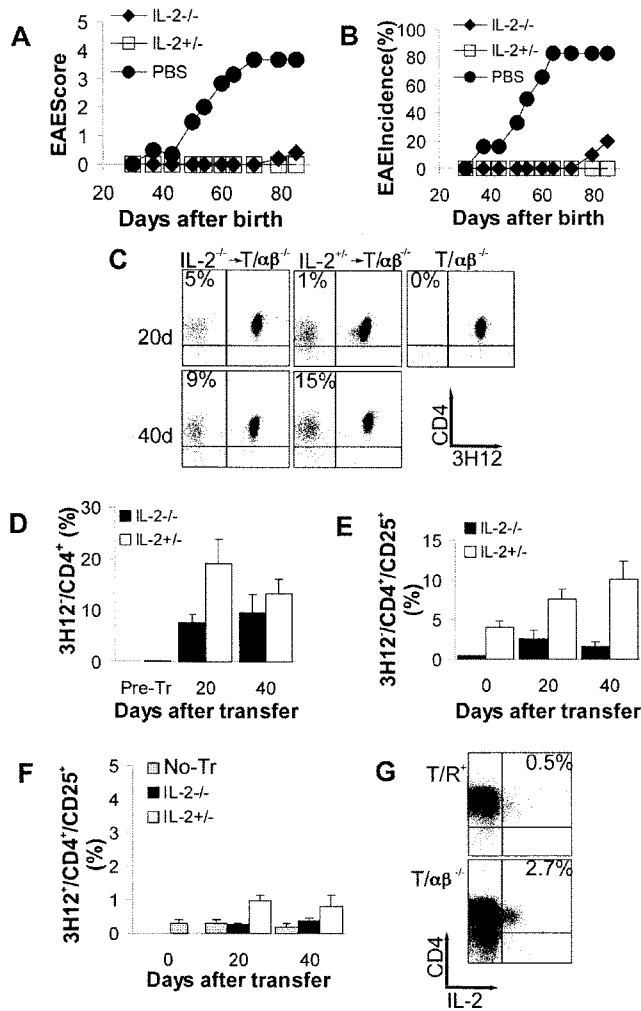 A
IL-2-/-
IL-2+/-
PBS
EAEScore
5
4
3
2
1
0
20 40 60 80
Days after birth
B
IL-2-/-
IL-2+/-
PBS
EAEIncidence(%)
100
80
60
40
20
0
20 40 60 80
Days after birth
C
IL-2-/-→T/αβ-/- IL-2+/-→T/αβ-/- T/αβ-/-
20d 5% 1% 0%
40d 9% 15%
CD4
3H12
D
IL-2-/-
IL-2+/-
3H12-/CD4+ (%)
30
20
10
0
Pre-Tr 20 40
Days after transfer
E
IL-2-/-
IL-2+/-
3H12-/CD4+/CD25+
(%)
15
10
5
0
0 20 40
Days after transfer
F
No-Tr
IL-2-/-
IL-2+/-
3H12+/CD4+/CD25+
(%)
5
4
3
2
1
0
0 20 40
Days after transfer
G
T/R+ 0.5%
T/αβ-/- 2.7%
CD4
IL-2